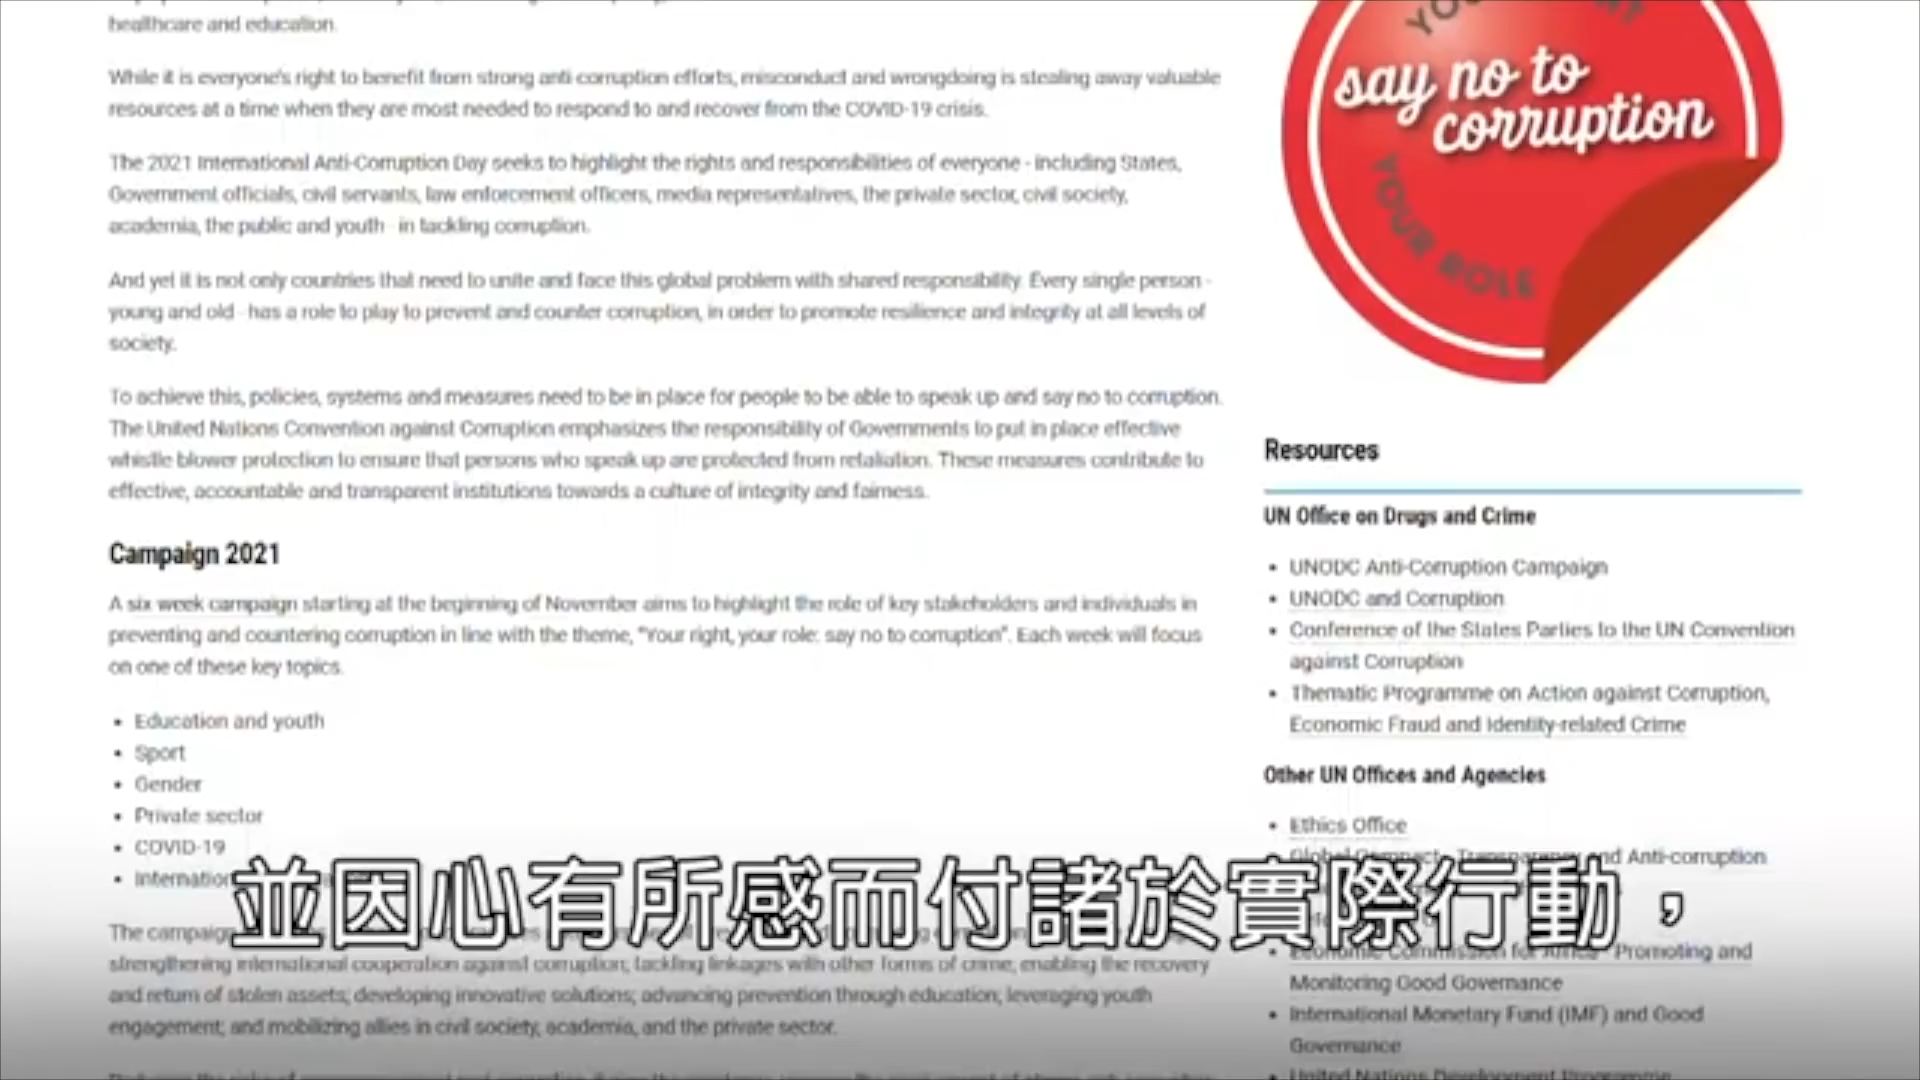 healthcare and education.
While it is everyone's right to benefit from strong anti corruption efforts, misconduct and wrongdoing is stealing away valuable
resources at a time when they are most needed to respond to and recover from the COVID-19 crisis.
The 2021 International Anti-Corruption Day seeks to highlight the rights and responsibilities of everyone - including States,
Government officials, civil servants, law enforcement officers, media representatives, the private sector, civil society,
academia, the public and youth - in tackling corruption.
And yet it is not only countries that need to unite and face this global problem with shared responsibility. Every single person -
young and old - has a role to play to prevent and counter corruption, in order to promote resilience and integrity at all levels of
society.
To achieve this, policies, systems and measures need to be in place for people to be able to speak up and say no to corruption.
The United Nations Convention against Corruption emphasizes the responsibility of Governments to put in place effective
whistle blower protection to ensure that persons who speak up are protected from retaliation. These measures contribute to
effective, accountable and transparent institutions towards a culture of integrity and fairness.
Campaign 2021
A six week campaign starting at the beginning of November aims to highlight the role of key stakeholders and individuals in
preventing and countering corruption in line with the theme, "Your right, your role: say no to corruption". Each week will focus
on one of these key topics.
• Education and youth
• Sport
• Gender
• Private sector
• COVID-19
The campaign
strengthening international cooperation against corruption; tackling linkages with other forms of crime; enabling the recovery
and return of stolen assets; developing innovative solutions; advancing prevention through education; leveraging youth
engagement; and mobilizing allies in civil society, academia, and the private sector.
say no to
corruption
YOUR ROLE
Resources
UN Office on Drugs and Crime
• UNODC Anti-Corruption Campaign
• UNODC and Corruption
• Conference of the States Parties to the UN Convention
against Corruption
• Thematic Programme on Action against Corruption,
Economic Fraud and Identity-related Crime
Other UN Offices and Agencies
• Ethics Office
• Global Compact: Transparency and Anti-corruption
• Economic Commission for Africa - Promoting and
Monitoring Good Governance
• International Monetary Fund (IMF) and Good
Governance
United Nations Development Programme
並因心有所感而付諸於實際行動，